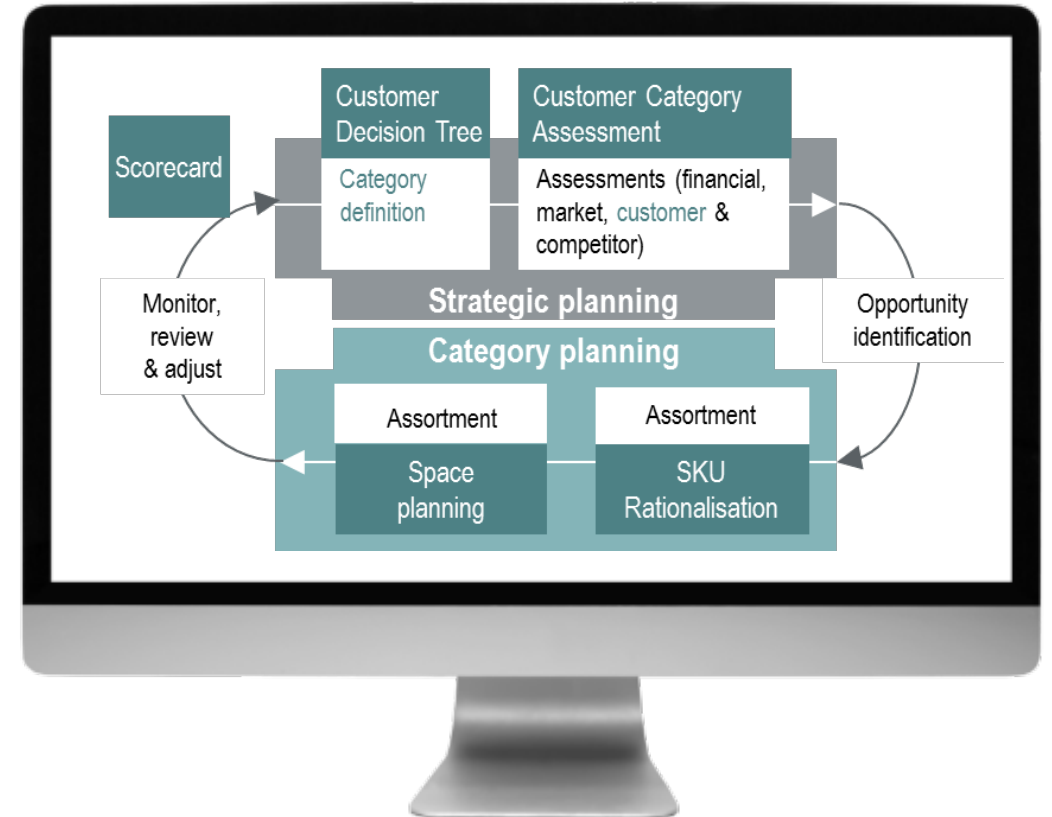 Scorecard
Customer
Decision Tree
Category
definition
Customer Category
Assessment
Assessments (financial,
market, customer &
competitor)
Strategic planning
Category planning
Monitor,
review
& adjust
Opportunity
identification
Assortment
Space
planning
Assortment
SKU
Rationalisation